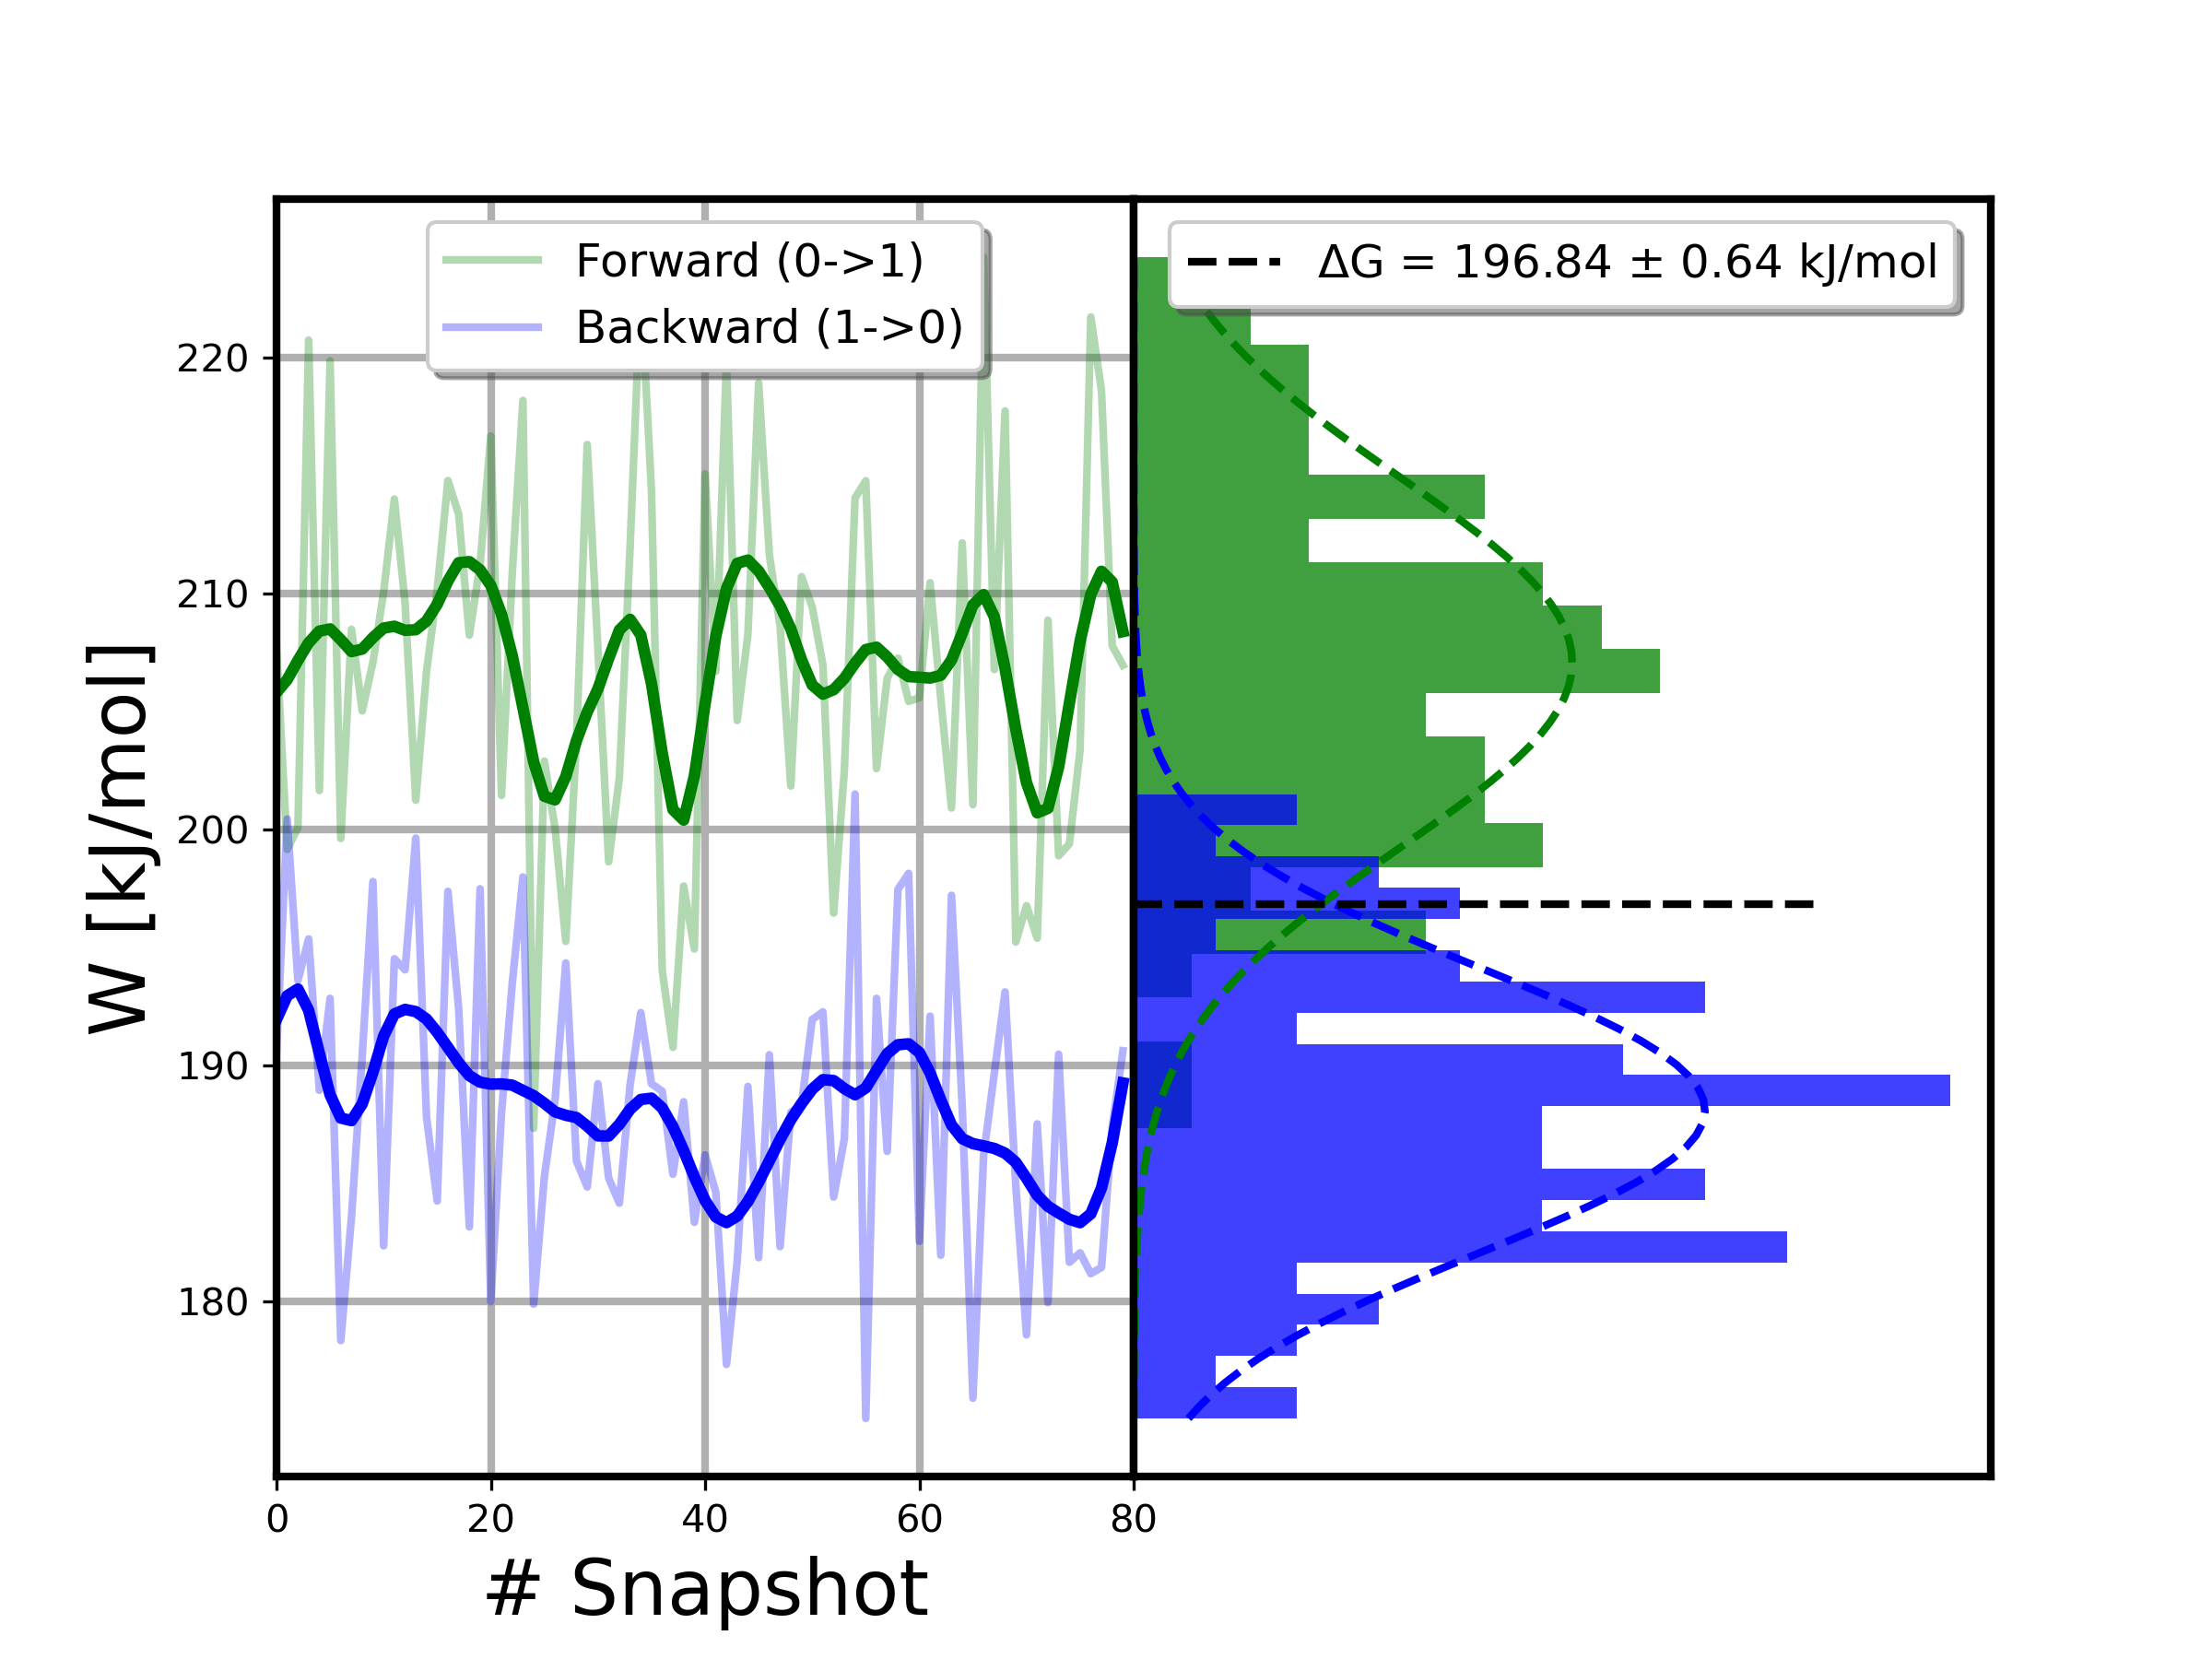 Forward (0->1)
Backward (1->0)
ΔG = 196.84 ± 0.64 kJ/mol
W [kJ/mol]
220
210
200
190
180
0 20 40 60 80
# Snapshot